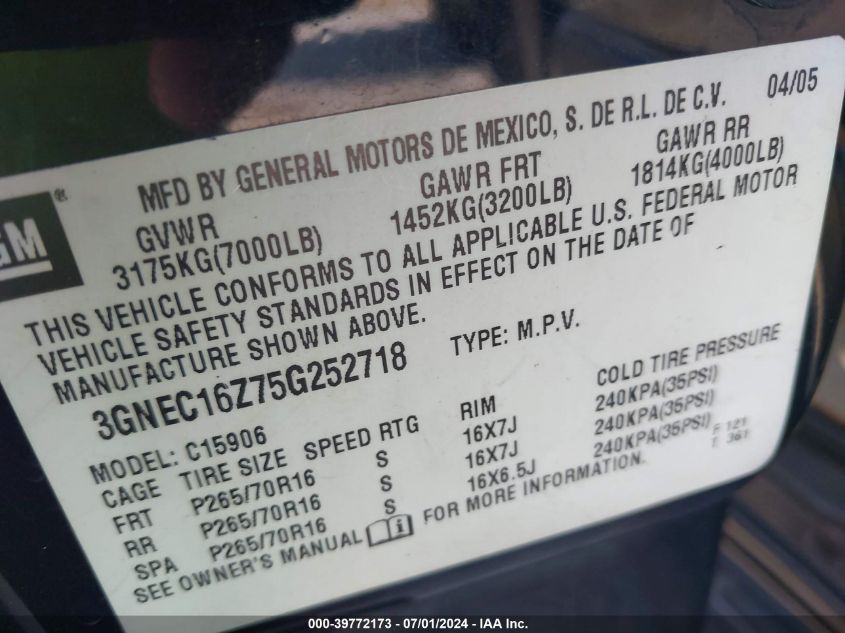 04/05
MFD BY GENERAL MOTORS DE MEXICO, S. DE R.L. DE C.V.
GM ®
GVWR GAWR FRT GAWR RR
3175KG(7000LB) 1452KG(3200LB) 1814KG(4000LB)
THIS VEHICLE CONFORMS TO ALL APPLICABLE U.S. FEDERAL MOTOR
VEHICLE SAFETY STANDARDS IN EFFECT ON THE DATE OF
MANUFACTURE SHOWN ABOVE.
3GNEC16Z75G252718 TYPE: M.P.V.
MODEL: C15906
CAGE TIRE SIZE SPEED RTG RIM COLD TIRE PRESSURE
FRT P265/70R16 S 16X7J 240KPA(35PSI)
RR P265/70R16 S 16X7J 240KPA(35PSI)
SPA P265/70R16 S 16X6.5J 240KPA(35PSI)
F 121
T 361
SEE OWNER'S MANUAL i FOR MORE INFORMATION.
000-39772173 - 07/01/2024 - IAA Inc.